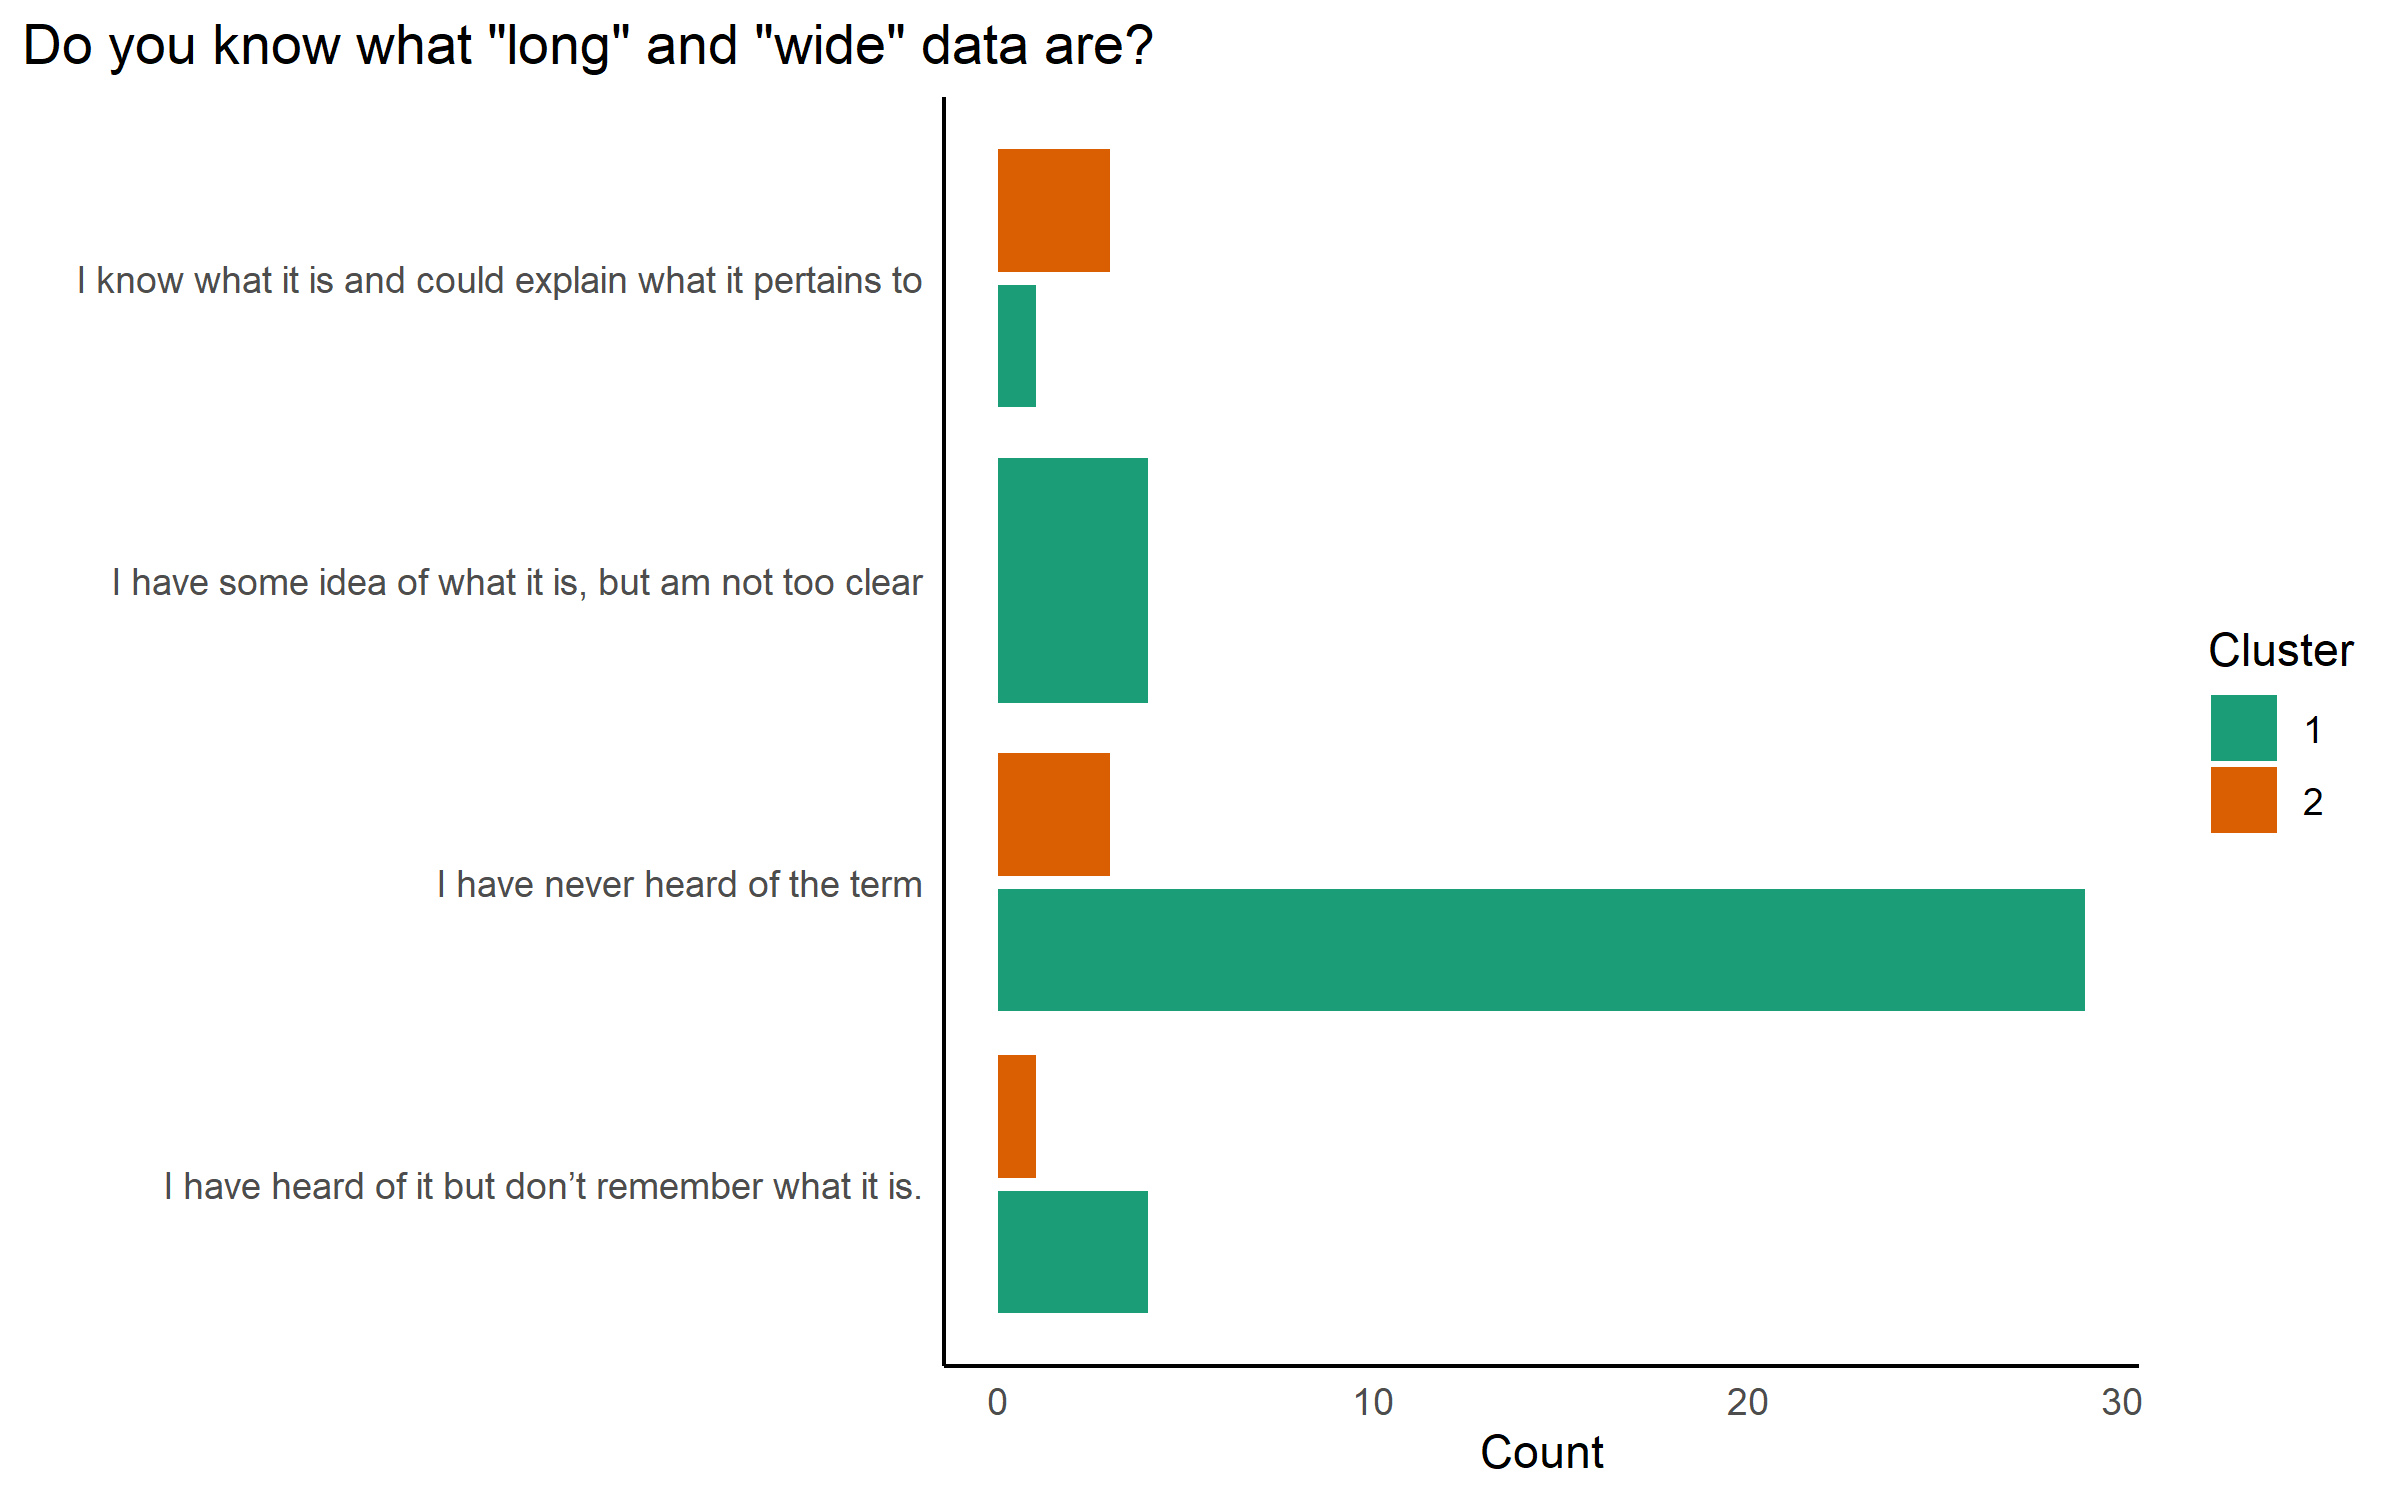 Do you know what "long" and "wide" data are?
I know what it is and could explain what it pertains to
I have some idea of what it is, but am not too clear
I have never heard of the term
I have heard of it but don’t remember what it is.
0 10 20 30
Count
Cluster
1
2